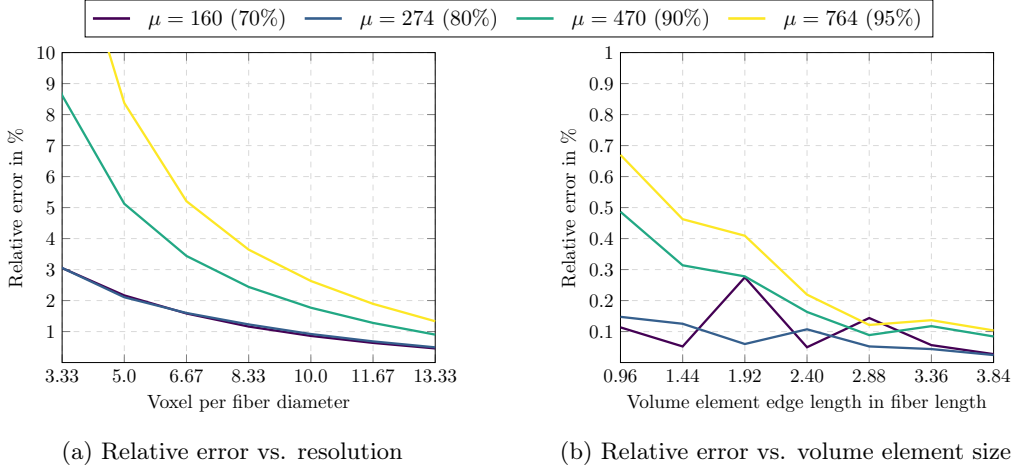 μ = 160 (70%) μ = 274 (80%) μ = 470 (90%) μ = 764 (95%)
10
9
8
7
6
5
4
3
2
1
Relative error in %
3.33 5.0 6.67 8.33 10.0 11.67 13.33
Voxel per fiber diameter
(a) Relative error vs. resolution
1
0.9
0.8
0.7
0.6
0.5
0.4
0.3
0.2
0.1
Relative error in %
0.96 1.44 1.92 2.40 2.88 3.36 3.84
Volume element edge length in fiber length
(b) Relative error vs. volume element size